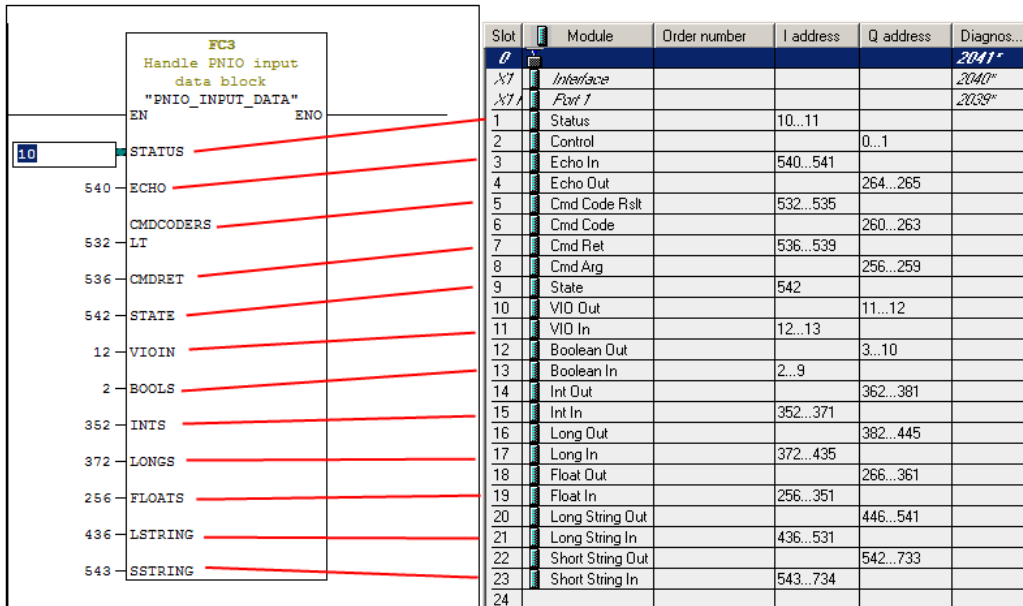 FC3
Handle PNIO input
data block
"PNIO_INPUT_DATA"
EN ENO
10 STATUS
540 ECHO
CMDCODERS
532 LT
536 CMDRET
542 STATE
12 VIOIN
2 BOOLS
352 INTS
372 LONGS
256 FLOATS
436 LSTRING
543 SSTRING
Slot Module Order number I address Q address Diagnos...
0 2041*
X1 Interface 2040*
X1 Port 1 2039*
1 Status 10...11
2 Control 0...1
3 Echo In 540...541
4 Echo Out 264...265
5 Cmd Code Rslt 532...535
6 Cmd Code 260...263
7 Cmd Ret 536...539
8 Cmd Arg 256...259
9 State 542
10 VIO Out 11...12
11 VIO In 12...13
12 Boolean Out 3...10
13 Boolean In 2...9
14 Int Out 362...381
15 Int In 352...371
16 Long Out 382...445
17 Long In 372...435
18 Float Out 266...361
19 Float In 256...351
20 Long String Out 446...541
21 Long String In 436...531
22 Short String Out 542...733
23 Short String In 543...734
24